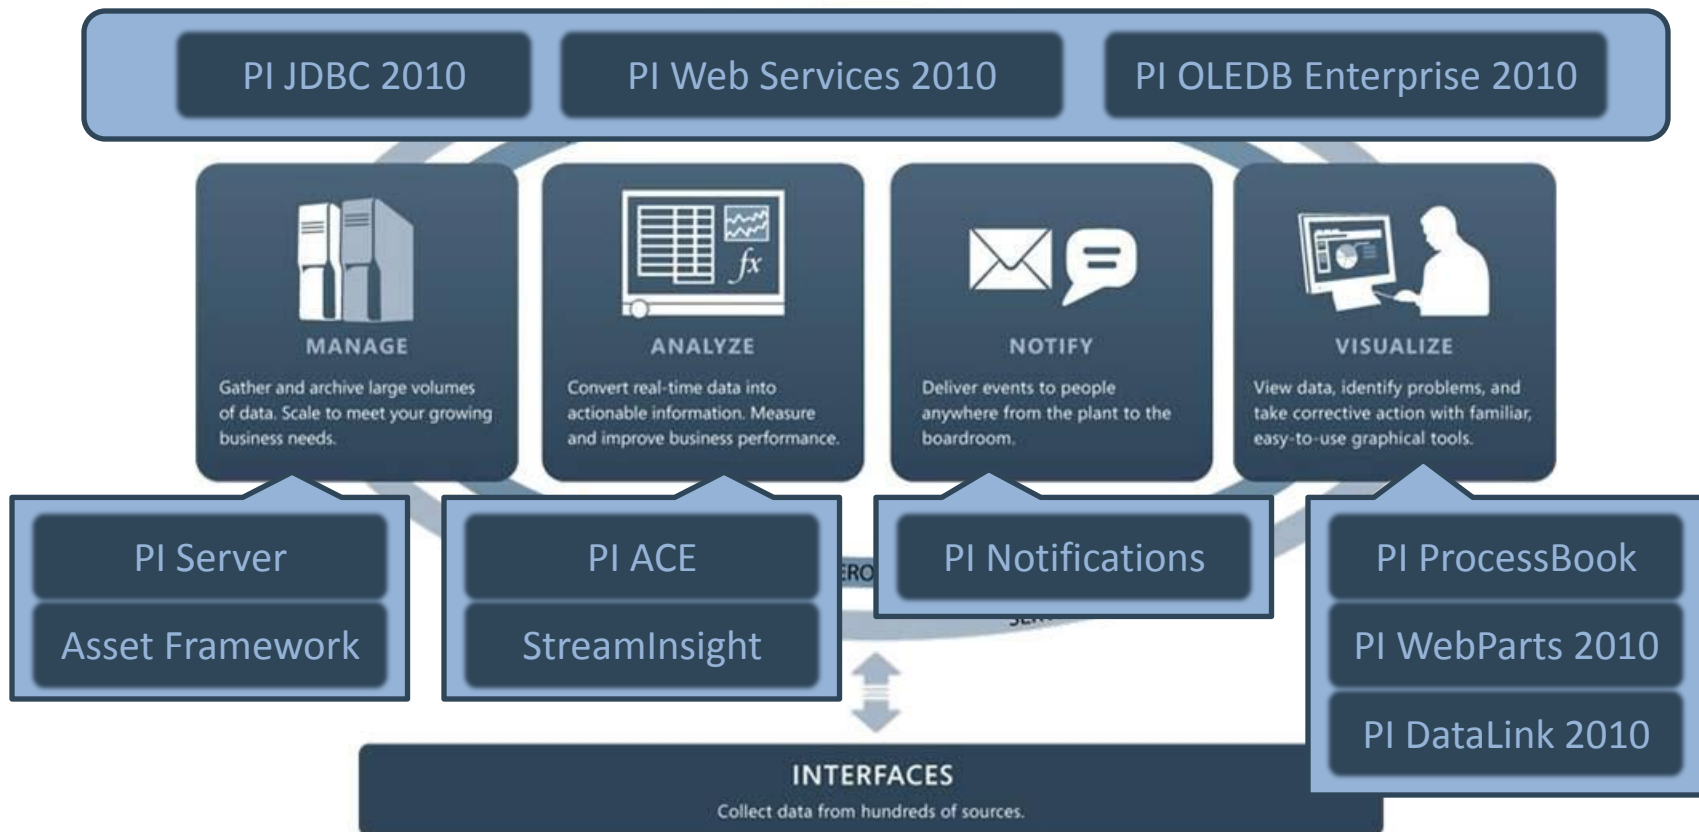 PI JDBC 2010
PI Web Services 2010
PI OLEDB Enterprise 2010
fx
MANAGE
Gather and archive large volumes
of data. Scale to meet your growing
business needs.
ANALYZE
Convert real-time data into
actionable information. Measure
and improve business performance.
NOTIFY
Deliver events to people
anywhere from the plant to the
boardroom.
VISUALIZE
View data, identify problems, and
take corrective action with familiar,
easy-to-use graphical tools.
PI Server
Asset Framework
PI ACE
StreamInsight
PI Notifications
PI ProcessBook
PI WebParts 2010
PI DataLink 2010
INTERFACES
Collect data from hundreds of sources.